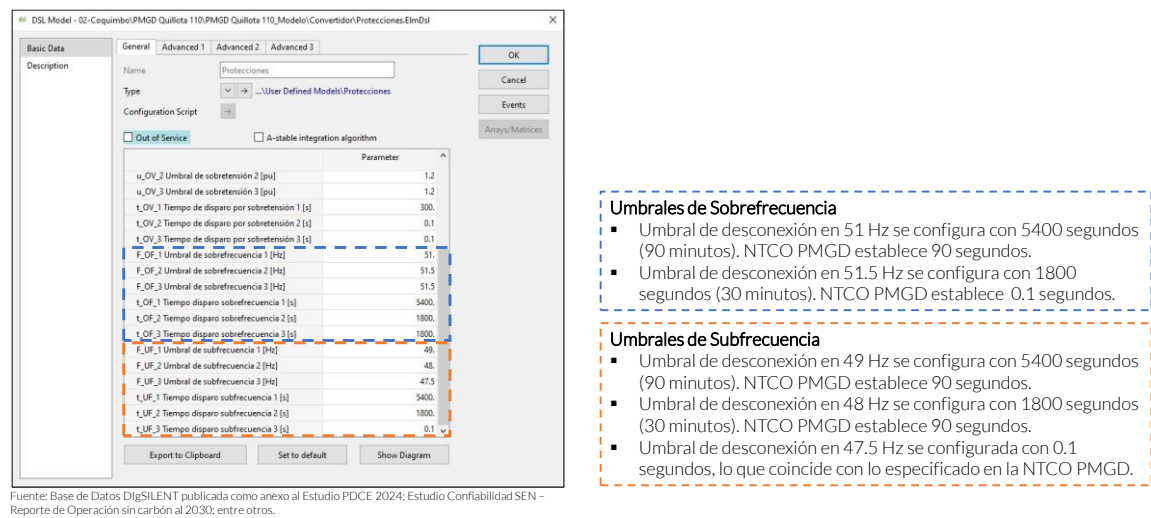 DSL Model - 02-Coquimbo\PMGD Quillota 110\PMGD Quillota 110_Modelo\Convertidor\Protecciones.ElmDsl
Basic Data
Description
General Advanced 1 Advanced 2 Advanced 3
Name Protecciones
Type ...\User Defined Models\Protecciones
Configuration Script
Out of Service A-stable integration algorithm
Parameter
u_OV_2 Umbral de sobretensión 2 [pu] 1.2
u_OV_3 Umbral de sobretensión 3 [pu] 1.2
t_OV_1 Tiempo de disparo por sobretensión 1 [s] 300.
t_OV_2 Tiempo de disparo por sobretensión 2 [s] 0.1
t_OV_3 Tiempo de disparo por sobretensión 3 [s] 0.1
F_OF_1 Umbral de sobrefrecuencia 1 [Hz] 51.
F_OF_2 Umbral de sobrefrecuencia 2 [Hz] 51.5
F_OF_3 Umbral de sobrefrecuencia 3 [Hz] 51.5
t_OF_1 Tiempo disparo sobrefrecuencia 1 [s] 5400.
t_OF_2 Tiempo disparo sobrefrecuencia 2 [s] 1800.
t_OF_3 Tiempo disparo sobrefrecuencia 3 [s] 1800.
F_UF_1 Umbral de subfrecuencia 1 [Hz] 49.
F_UF_2 Umbral de subfrecuencia 2 [Hz] 48.
F_UF_3 Umbral de subfrecuencia 3 [Hz] 47.5
t_UF_1 Tiempo disparo subfrecuencia 1 [s] 5400.
t_UF_2 Tiempo disparo subfrecuencia 2 [s] 1800.
t_UF_3 Tiempo disparo subfrecuencia 3 [s] 0.1
Export to Clipboard Set to default Show Diagram
OK
Cancel
Events
Arrays/Matrices
Fuente: Base de Datos DIgSILENT publicada como anexo al Estudio PDCE 2024; Estudio Confiabilidad SEN –
Reporte de Operación sin carbón al 2030; entre otros.
Umbrales de Sobrefrecuencia
▪ Umbral de desconexión en 51 Hz se configura con 5400 segundos
(90 minutos). NTCO PMGD establece 90 segundos.
▪ Umbral de desconexión en 51.5 Hz se configura con 1800
segundos (30 minutos). NTCO PMGD establece 0.1 segundos.
Umbrales de Subfrecuencia
▪ Umbral de desconexión en 49 Hz se configura con 5400 segundos
(90 minutos). NTCO PMGD establece 90 segundos.
▪ Umbral de desconexión en 48 Hz se configura con 1800 segundos
(30 minutos). NTCO PMGD establece 90 segundos.
▪ Umbral de desconexión en 47.5 Hz se configurada con 0.1
segundos, lo que coincide con lo especificado en la NTCO PMGD.